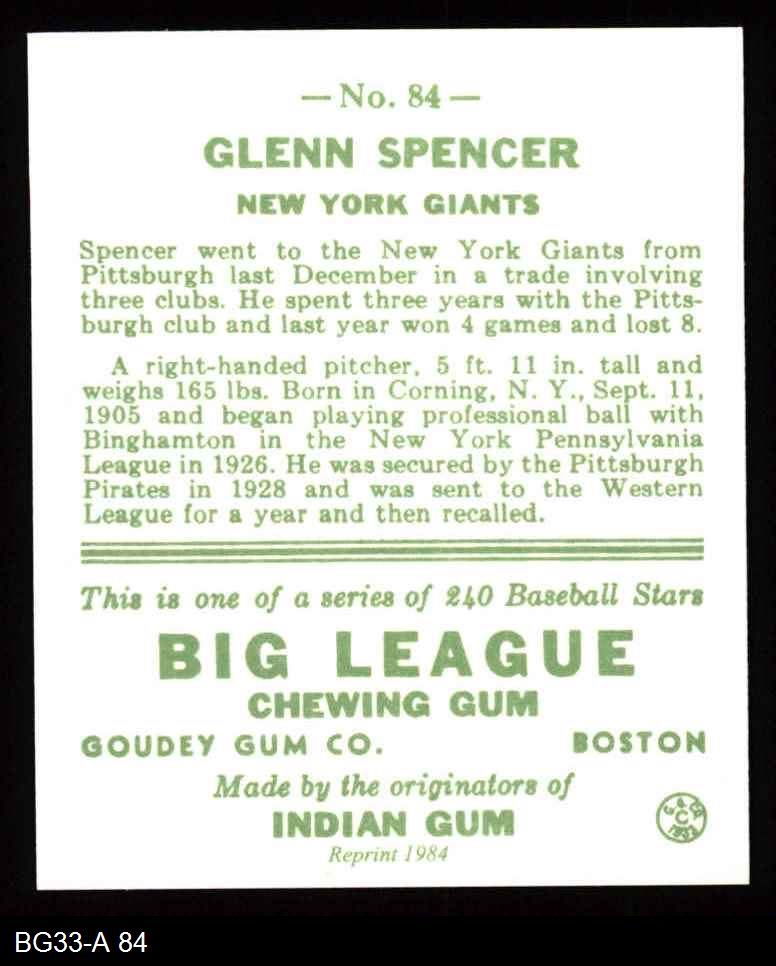 — No. 84 —
GLENN SPENCER
NEW YORK GIANTS
Spencer went to the New York Giants from
Pittsburgh last December in a trade involving
three clubs. He spent three years with the Pitts-
burgh club and last year won 4 games and lost 8.
A right-handed pitcher, 5 ft. 11 in. tall and
weighs 165 lbs. Born in Corning, N. Y., Sept. 11,
1905 and began playing professional ball with
Binghamton in the New York Pennsylvania
League in 1926. He was secured by the Pittsburgh
Pirates in 1928 and was sent to the Western
League for a year and then recalled.
This is one of a series of 240 Baseball Stars
BIG LEAGUE
CHEWING GUM
GOUDEY GUM CO. BOSTON
Made by the originators of
INDIAN GUM
Reprint 1984
C
BG33-A 84